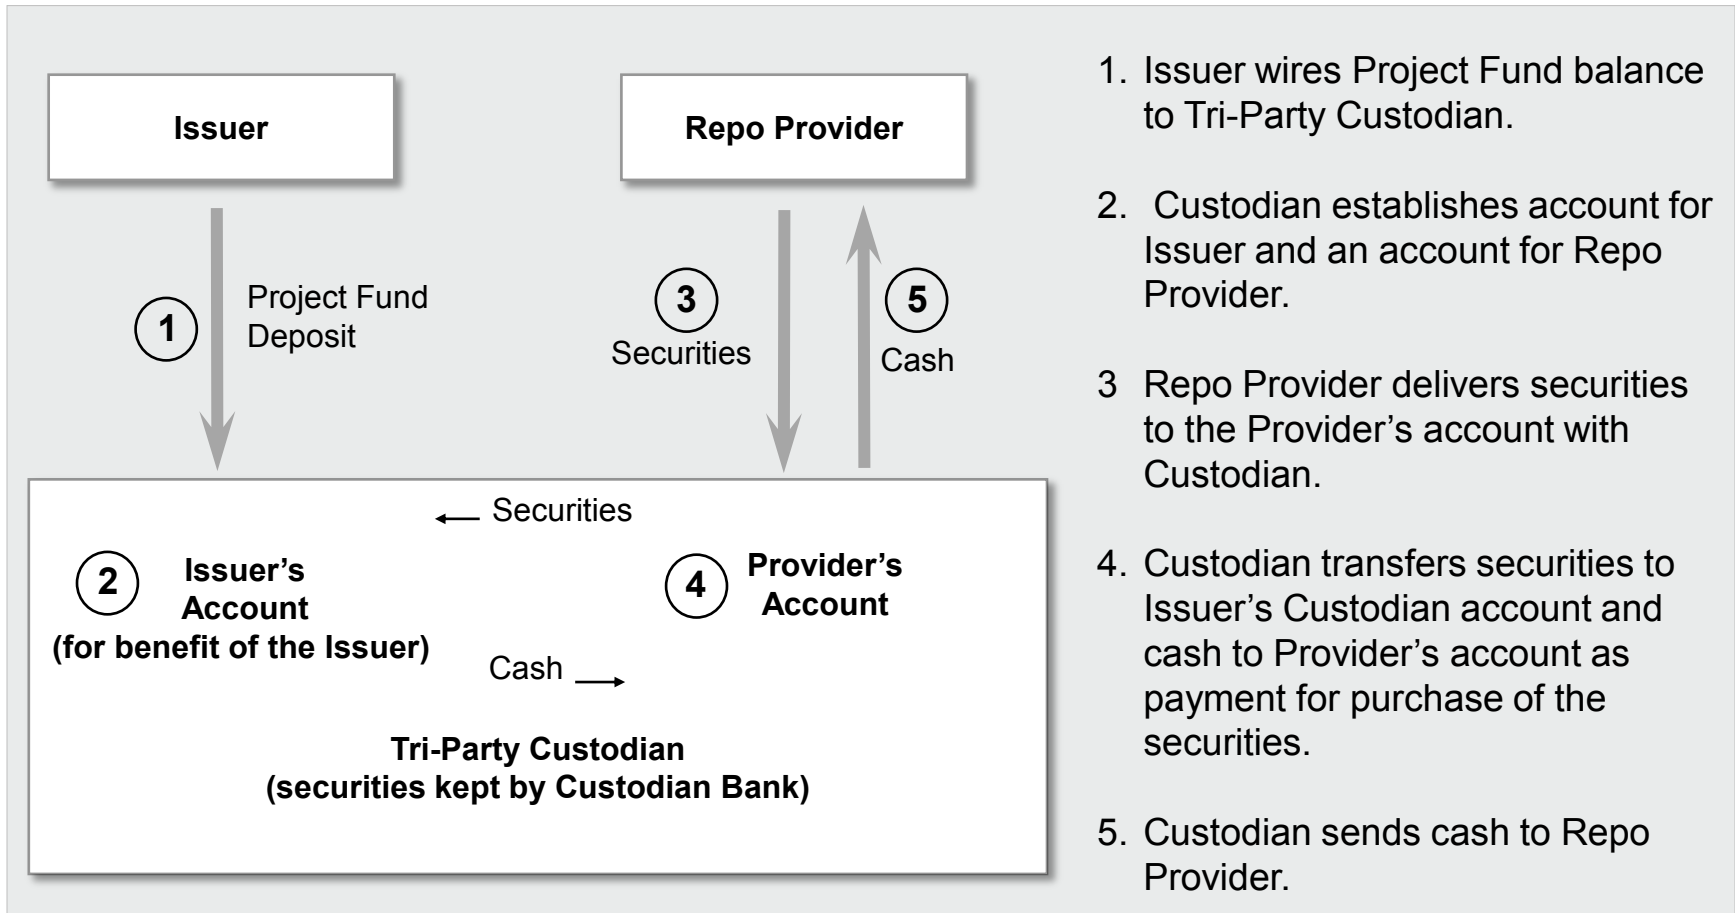 Issuer
Repo Provider
1
Project Fund
Deposit
3
Securities
5
Cash
← Securities
2
Issuer’s
Account
(for benefit of the Issuer)
4
Provider’s
Account
Cash →
Tri-Party Custodian
(securities kept by Custodian Bank)
1. Issuer wires Project Fund balance
to Tri-Party Custodian.
2. Custodian establishes account for
Issuer and an account for Repo
Provider.
3 Repo Provider delivers securities
to the Provider’s account with
Custodian.
4. Custodian transfers securities to
Issuer’s Custodian account and
cash to Provider’s account as
payment for purchase of the
securities.
5. Custodian sends cash to Repo
Provider.